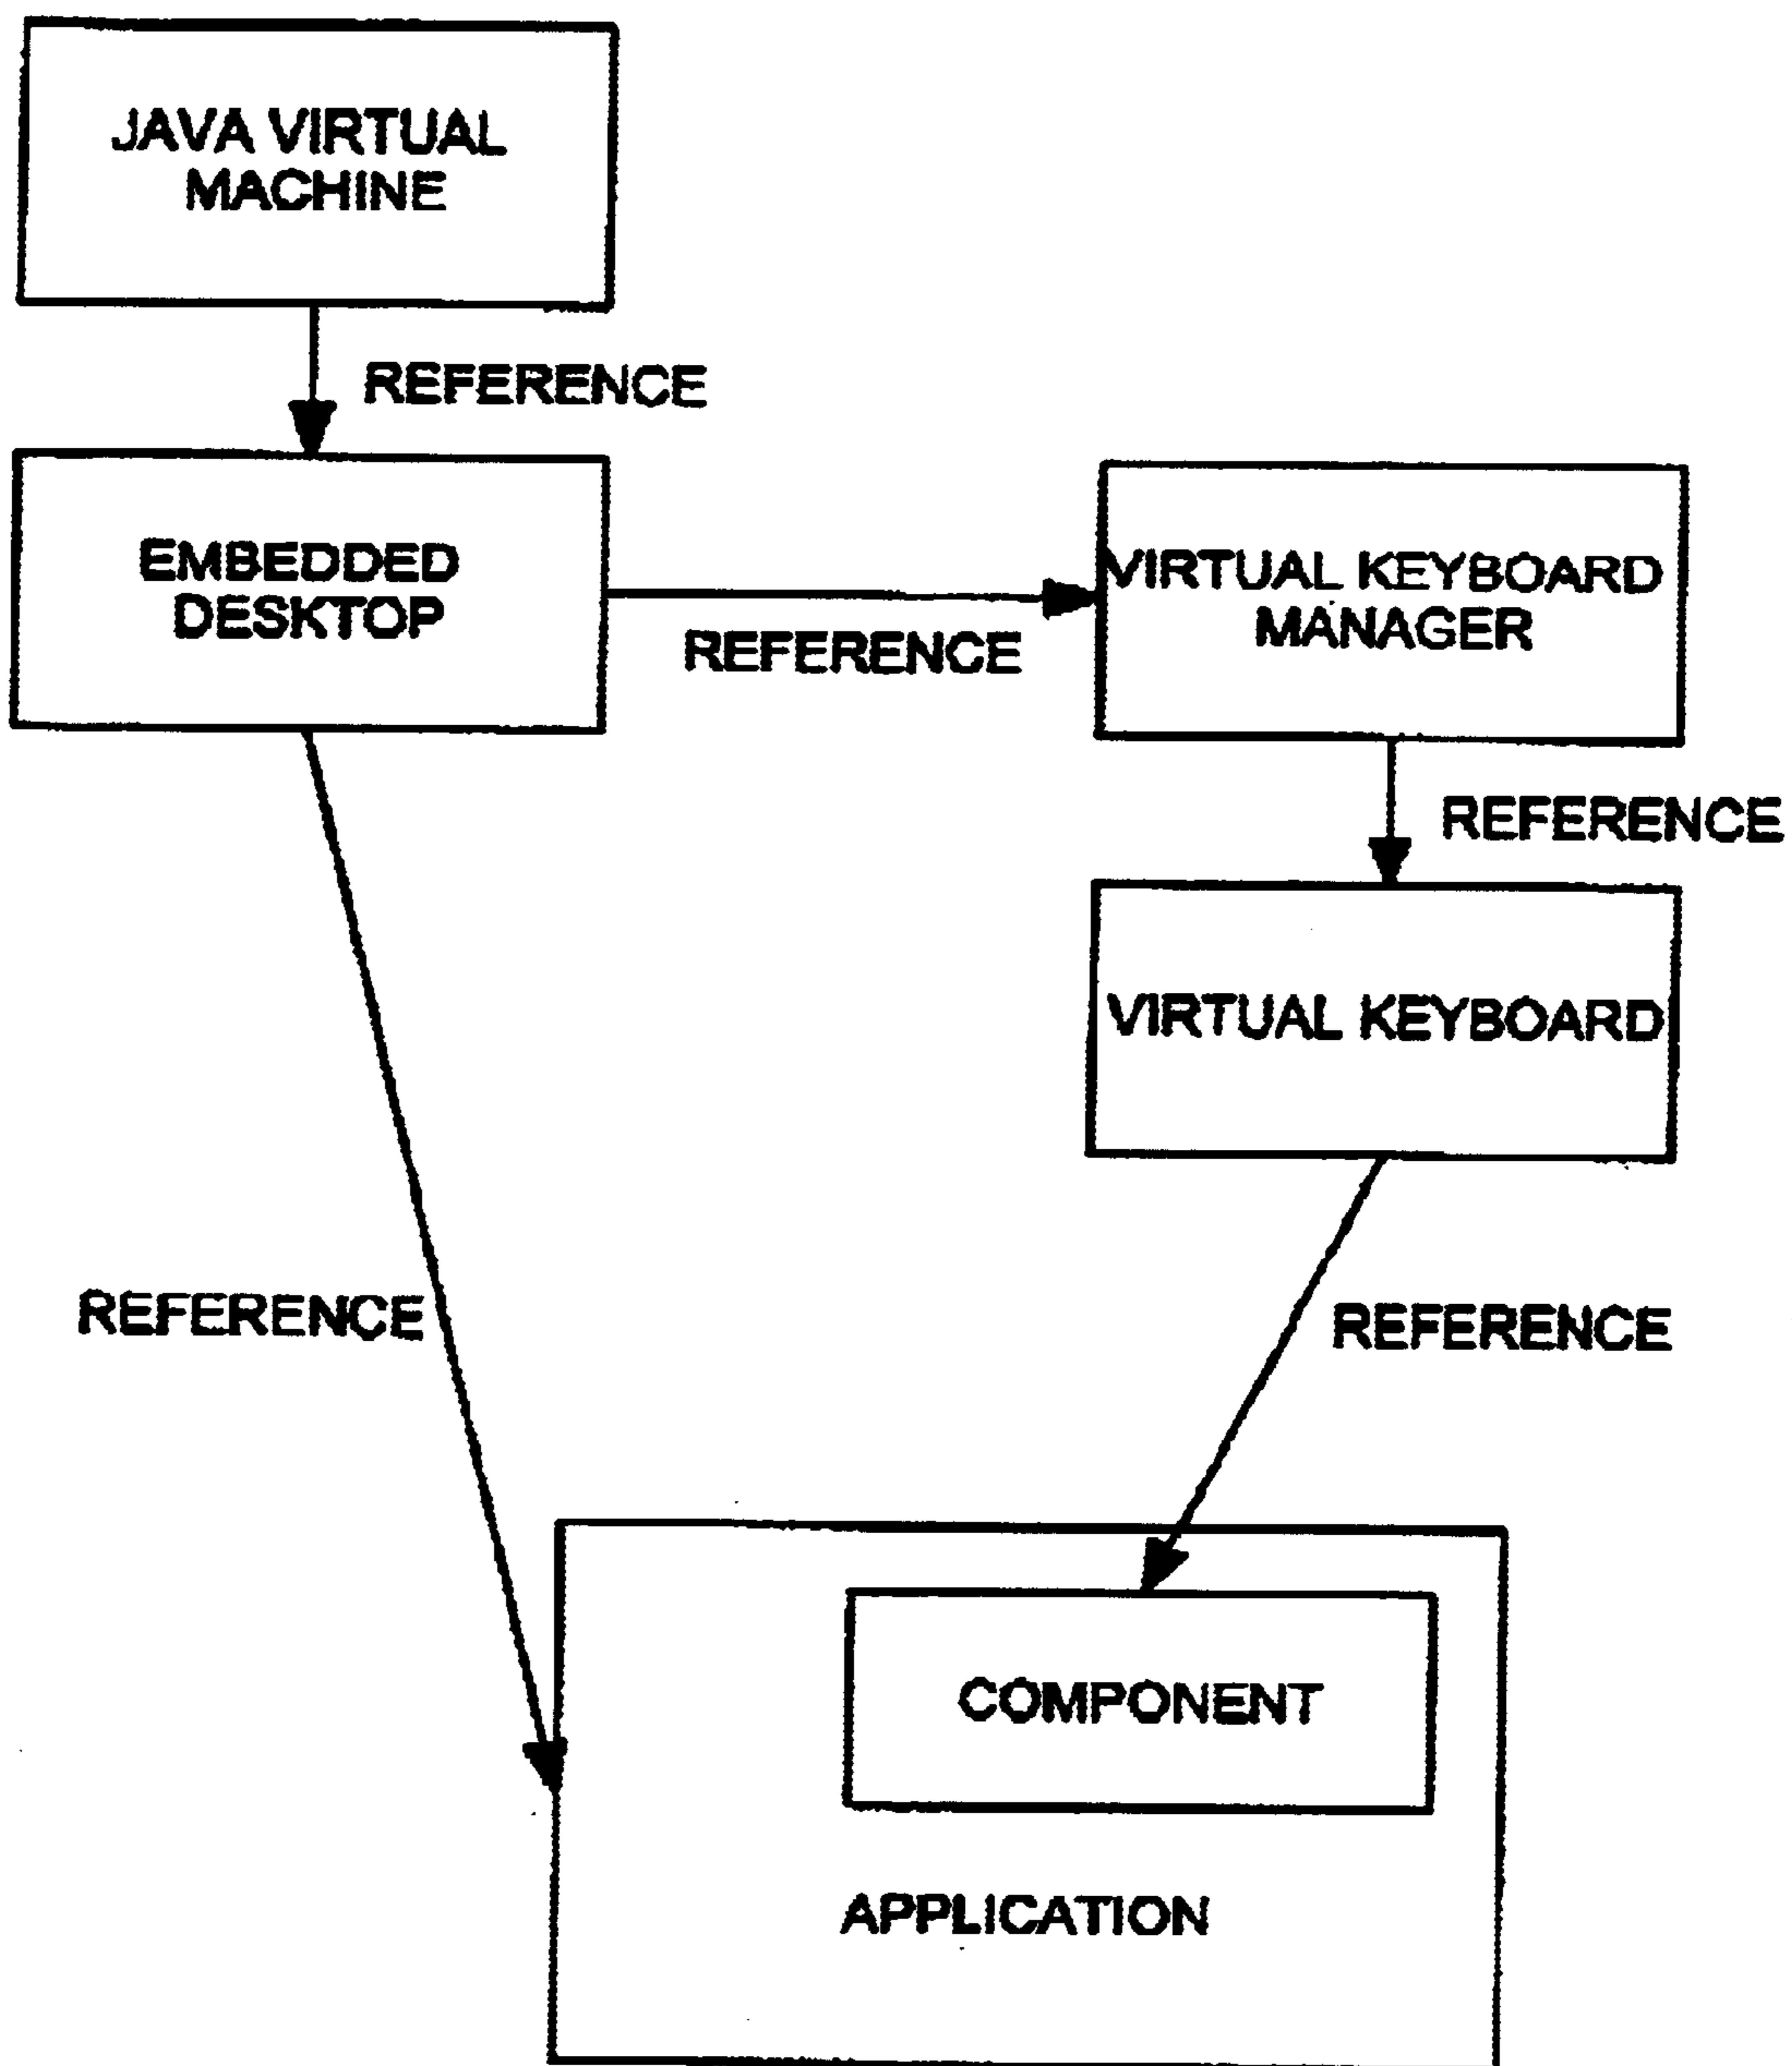 JAVA VIRTUAL
MACHINE
REFERENCE
EMBEDDED
DESKTOP
REFERENCE
VIRTUAL KEYBOARD
MANAGER
REFERENCE
VIRTUAL KEYBOARD
REFERENCE
REFERENCE
COMPONENT
APPLICATION